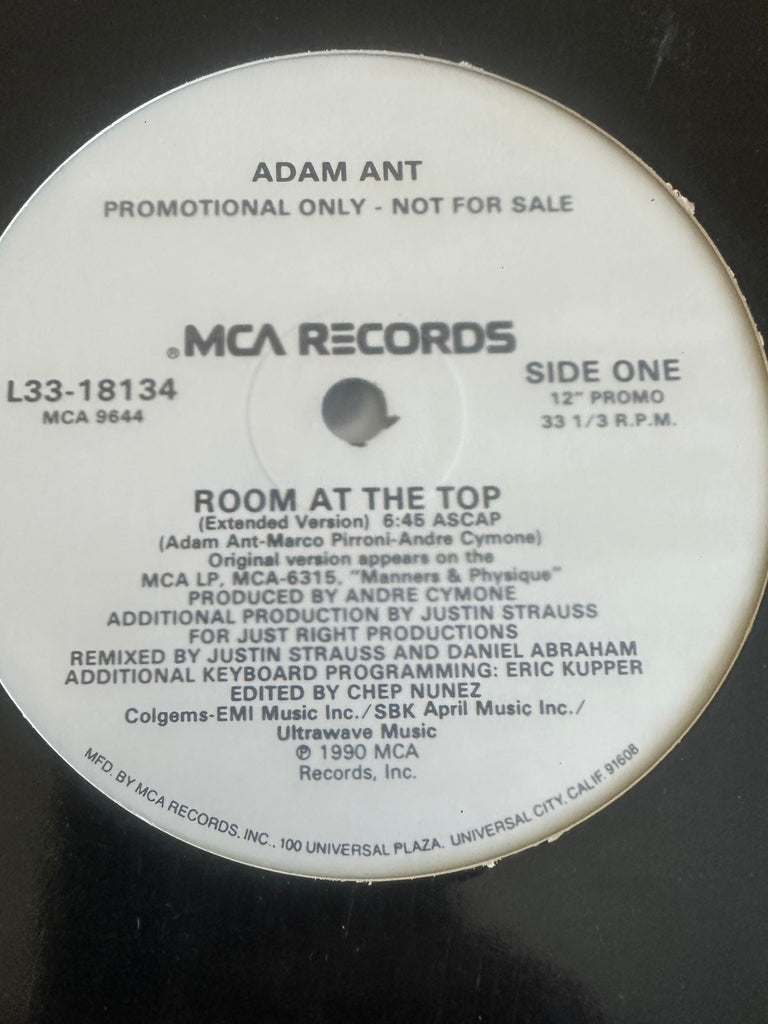 ADAM ANT
PROMOTIONAL ONLY - NOT FOR SALE
®MCA RECORDS
L33-18134
MCA 9644
SIDE ONE
12" PROMO
33 1/3 R.P.M.
ROOM AT THE TOP
(Extended Version) 6:45 ASCAP
(Adam Ant-Marco Pirroni-Andre Cymone)
Original version appears on the
MCA LP, MCA-6315, "Manners & Physique"
PRODUCED BY ANDRE CYMONE
ADDITIONAL PRODUCTION BY JUSTIN STRAUSS
FOR JUST RIGHT PRODUCTIONS
REMIXED BY JUSTIN STRAUSS AND DANIEL ABRAHAM
ADDITIONAL KEYBOARD PROGRAMMING: ERIC KUPPER
EDITED BY CHEP NUNEZ
Colgems-EMI Music Inc./SBK April Music Inc./
Ultrawave Music
℗ 1990 MCA
Records, Inc.
MFD. BY MCA RECORDS, INC., 100 UNIVERSAL PLAZA, UNIVERSAL CITY, CALIF. 91608